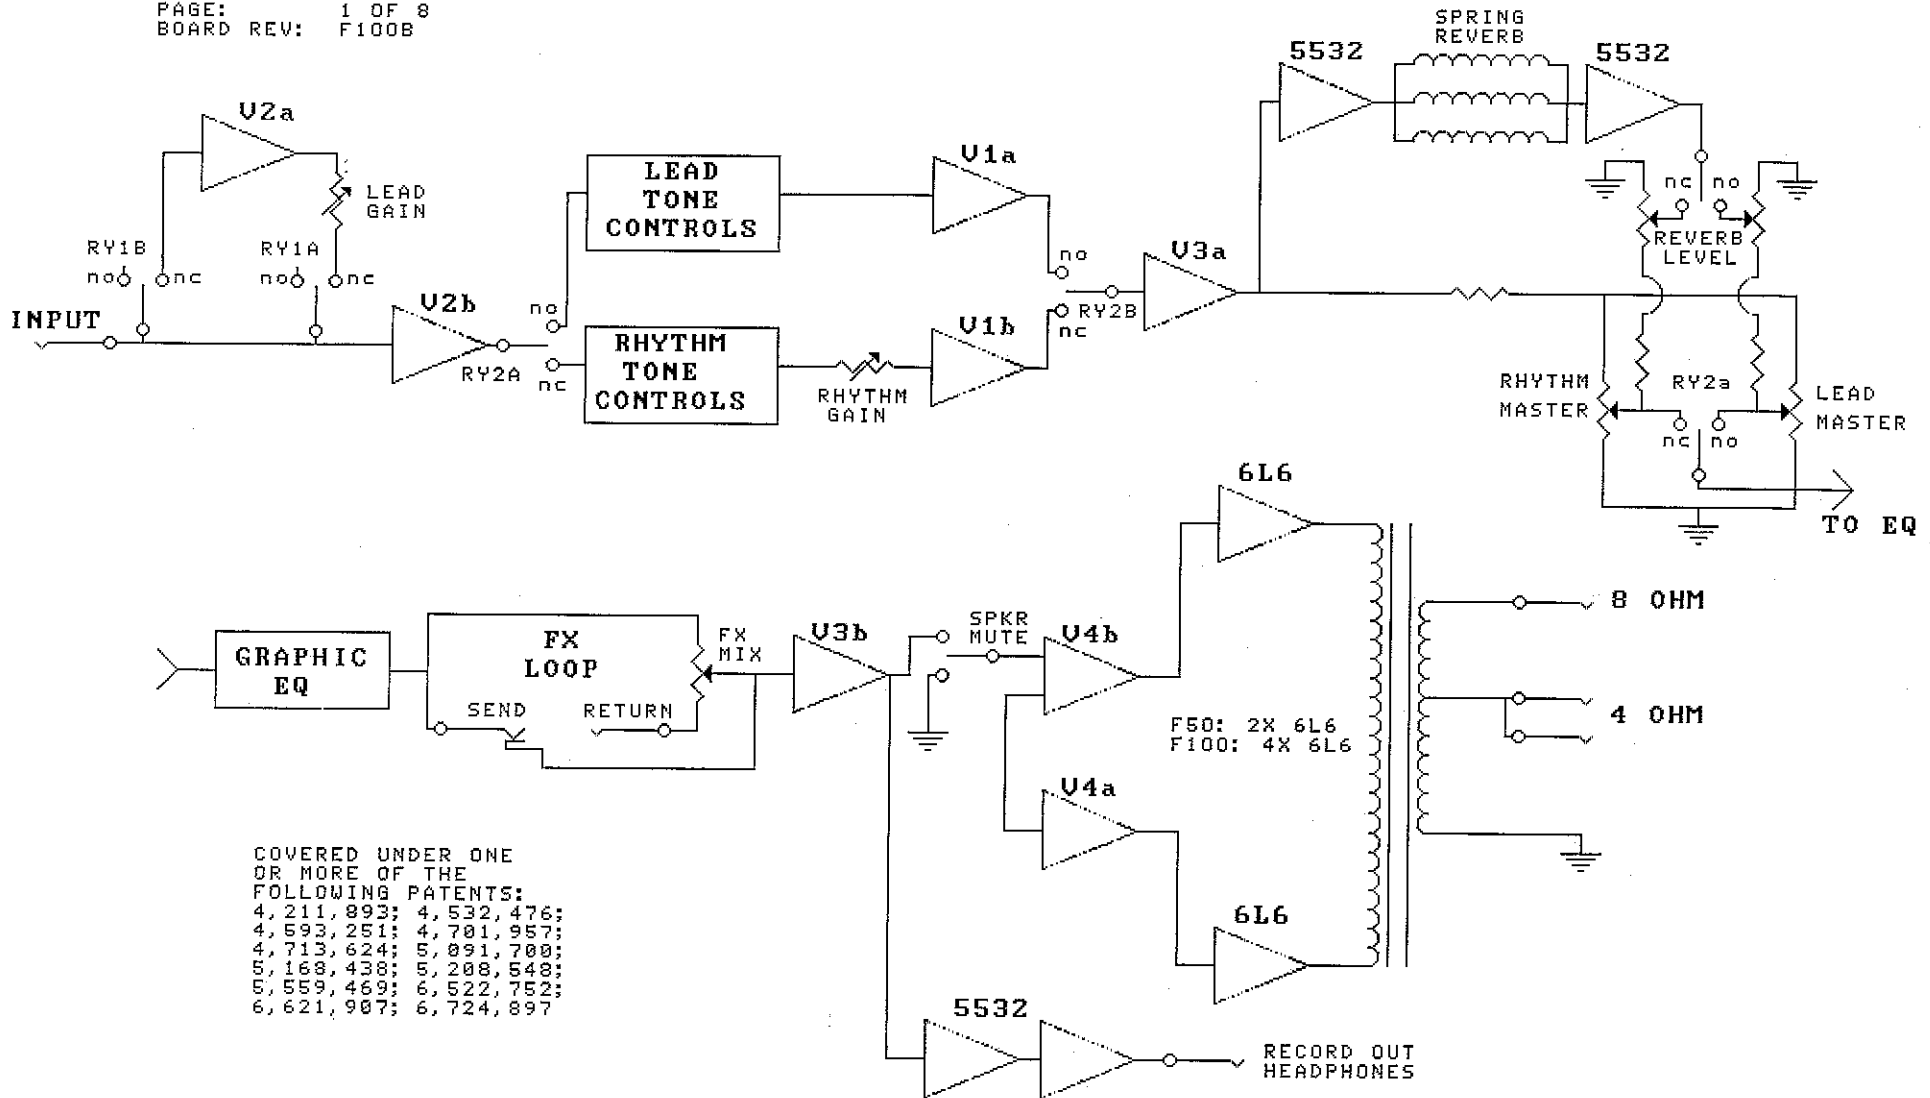 PAGE: 1 OF 8
BOARD REV: F100B
SPRING
REVERB
5532
5532
V2a
LEAD
GAIN
RY1B
no nc
RY1A
no nc
INPUT
V2b
RY2A
no
nc
LEAD
TONE
CONTROLS
RHYTHM
TONE
CONTROLS
RHYTHM
GAIN
V1a
V1b
no
nc
RY2B
V3a
nc no
REVERB
LEVEL
RHYTHM
MASTER
RY2a
nc no
LEAD
MASTER
TO EQ
GRAPHIC
EQ
FX
LOOP
SEND
RETURN
FX
MIX
V3b
SPKR
MUTE
V4b
V4a
6L6
F50: 2X 6L6
F100: 4X 6L6
6L6
8 OHM
4 OHM
COVERED UNDER ONE
OR MORE OF THE
FOLLOWING PATENTS:
4,211,893; 4,532,476;
4,593,251; 4,701,957;
4,713,624; 5,091,700;
5,168,438; 5,208,548;
5,559,469; 6,522,752;
6,621,907; 6,724,897
5532
RECORD OUT
HEADPHONES